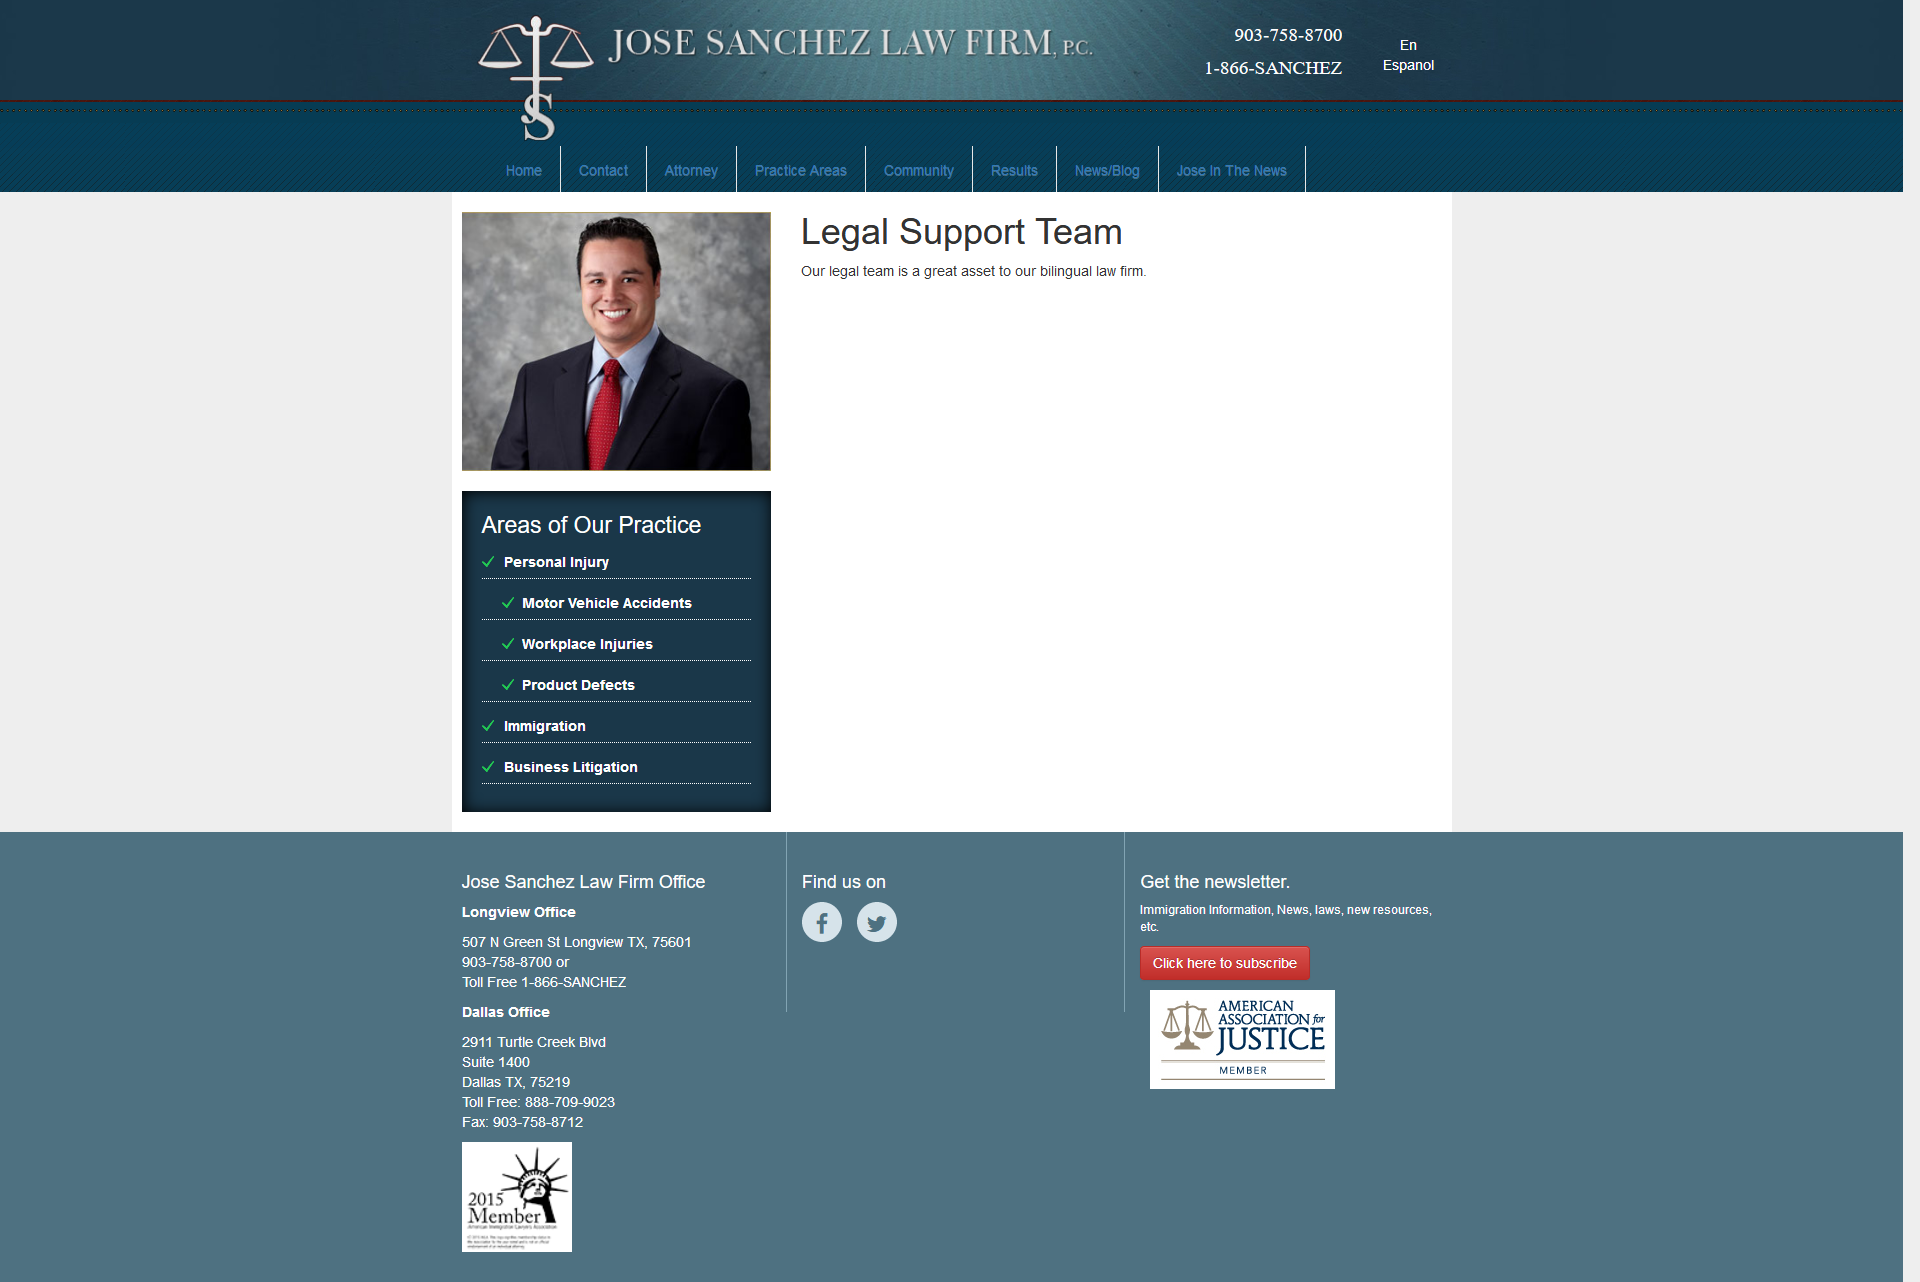 JOSE SANCHEZ LAW FIRM, P.C.
903-758-8700
1-866-SANCHEZ
En
Espanol
JS
Home
Contact
Attorney
Practice Areas
Community
Results
News/Blog
Jose In The News
Legal Support Team
Our legal team is a great asset to our bilingual law firm.
Areas of Our Practice
Personal Injury
Motor Vehicle Accidents
Workplace Injuries
Product Defects
Immigration
Business Litigation
Jose Sanchez Law Firm Office
Longview Office
507 N Green St Longview TX, 75601
903-758-8700 or
Toll Free 1-866-SANCHEZ
Dallas Office
2911 Turtle Creek Blvd
Suite 1400
Dallas TX, 75219
Toll Free: 888-709-9023
Fax: 903-758-8712
2015
Member
American Immigration Lawyers Association
Find us on
Get the newsletter.
Immigration Information, News, laws, new resources,
etc.
Click here to subscribe
AMERICAN
ASSOCIATION for
JUSTICE
MEMBER